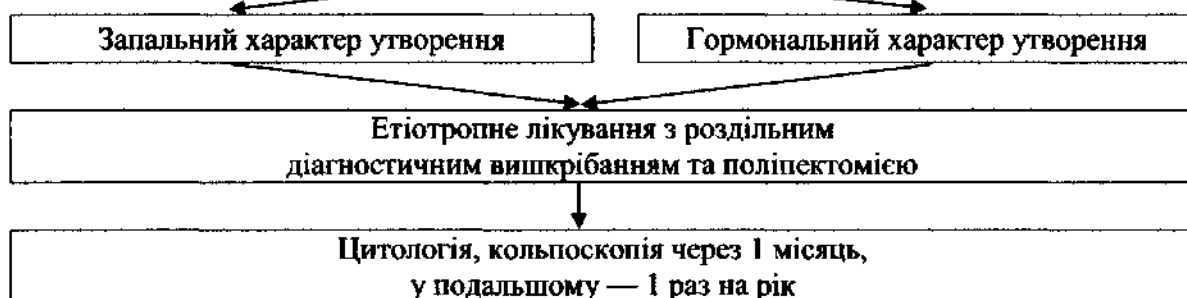 Запальний характер утворення
Гормональний характер утворення
Етіотропне лікування з роздільним
діагностичним вишкрібанням та поліпектомією
Цитологія, кольпоскопія через 1 місяць,
у подальшому — 1 раз на рік